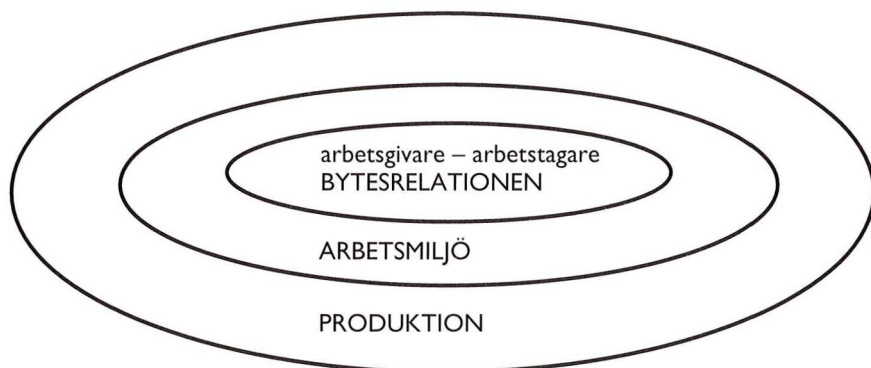 arbetsgivare – arbetstagare
BYTESRELATIONEN
ARBETSMILJÖ
PRODUKTION